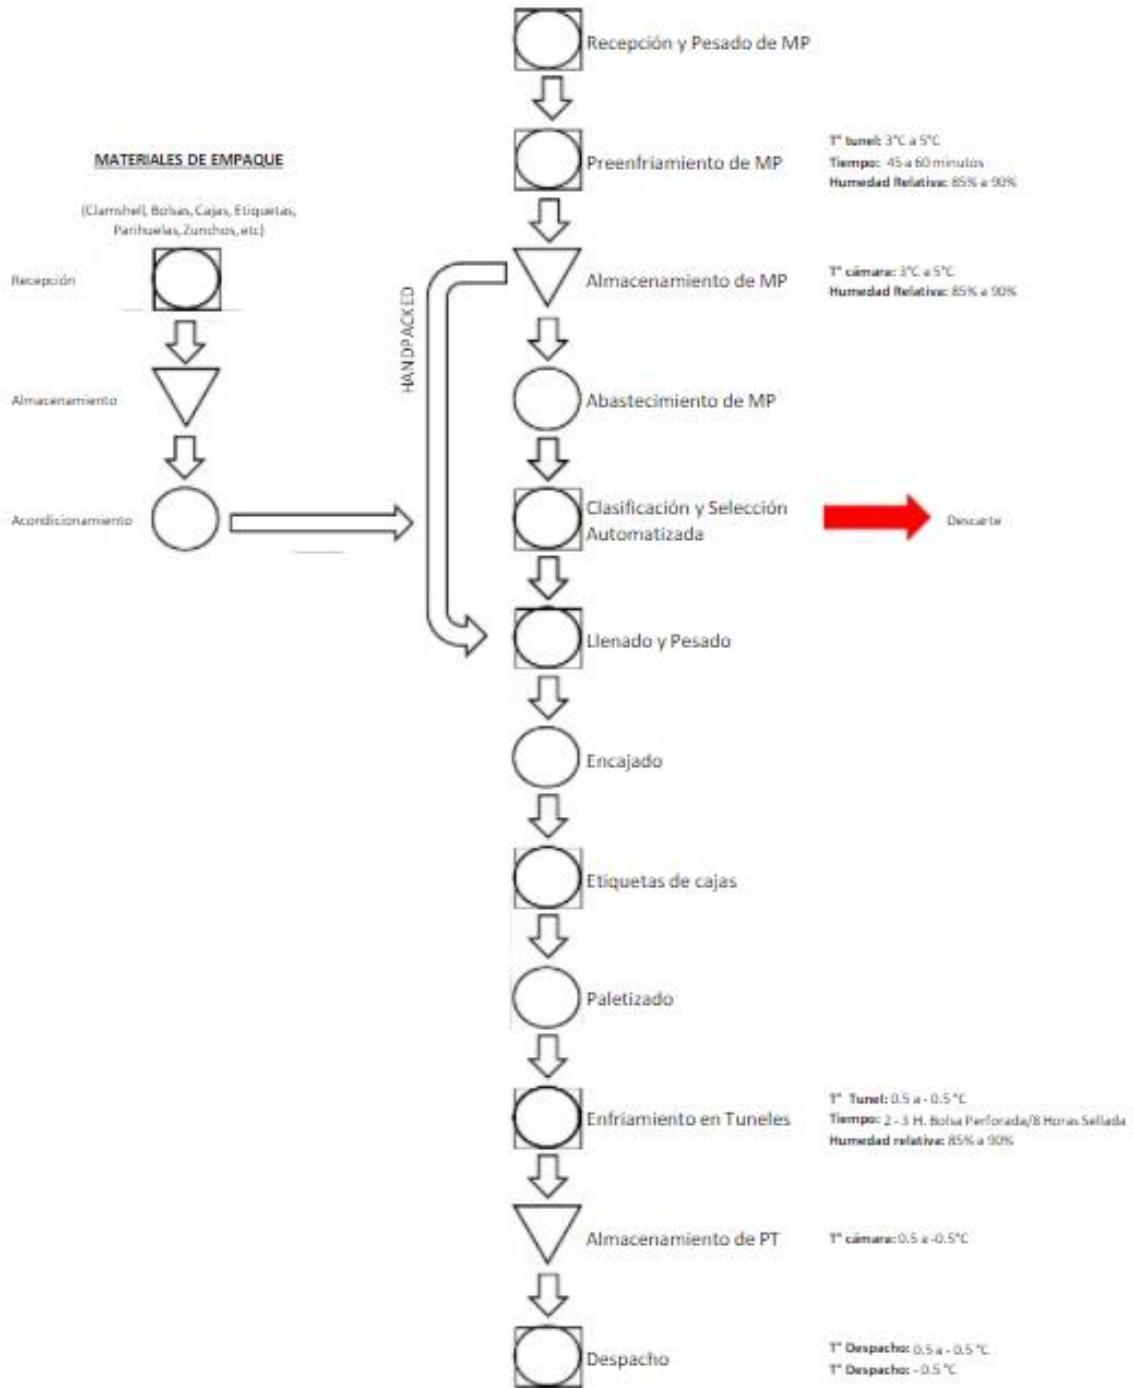 Recepción y Pesado de MP
Preenfriamiento de MP
T° tunel: 3°C a 5°C
Tiempo: 45 a 60 minutos
Humedad Relativa: 85% a 90%
MATERIALES DE EMPAQUE
(Clamshell, Bolsas, Cajas, Etiquetas,
Parihuelas, Zunchos, etc)
Recepción
Almacenamiento de MP
T° cámara: 3°C a 5°C
Humedad Relativa: 85% a 90%
HANDPACKED
Almacenamiento
Abastecimiento de MP
Acondicionamiento
Clasificación y Selección
Automatizada
Descarte
Llenado y Pesado
Encajado
Etiquetas de cajas
Paletizado
Enfriamiento en Tuneles
T° Tunel: 0.5 a - 0.5 °C
Tiempo: 2 - 3 H. Bolsa Perforada/8 Horas Sellada
Humedad relativa: 85% a 90%
Almacenamiento de PT
T° cámara: 0.5 a -0.5°C
Despacho
T° Despacho: 0.5 a - 0.5 °C
T° Despacho: - 0.5 °C